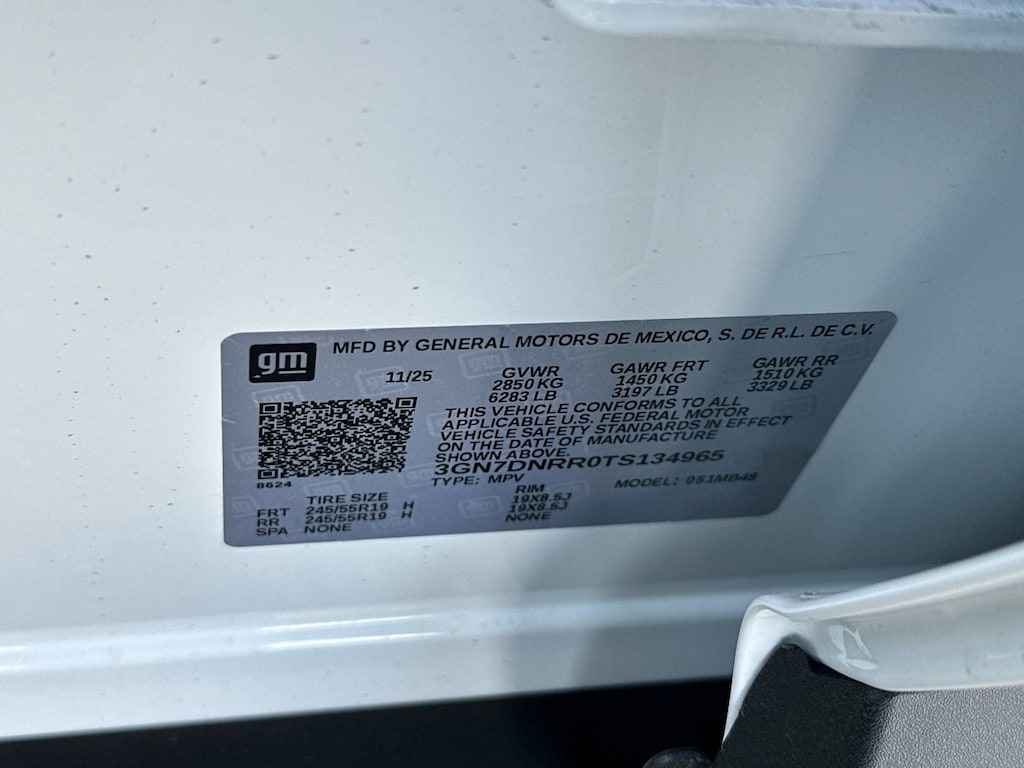 gm MFD BY GENERAL MOTORS DE MEXICO, S. DE R.L. DE C.V.
11/25 GVWR GAWR FRT GAWR RR
2850 KG 1450 KG 1510 KG
6283 LB 3197 LB 3329 LB
THIS VEHICLE CONFORMS TO ALL
APPLICABLE U.S. FEDERAL MOTOR
VEHICLE SAFETY STANDARDS IN EFFECT
ON THE DATE OF MANUFACTURE
SHOWN ABOVE.
3GN7DNRR0TS134965
8624 TYPE: MPV MODEL: 051MB48
TIRE SIZE RIM
FRT 245/55R19 H 19X8.5J
RR 245/55R19 H 19X8.5J
SPA NONE NONE